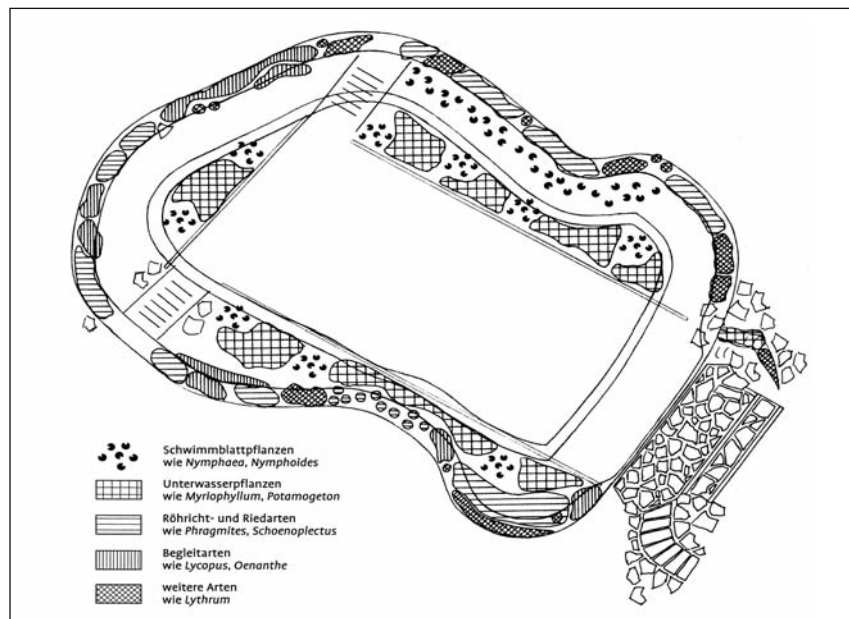 Schwimmblattpflanzen
wie Nymphaea, Nymphoides
Unterwasserpflanzen
wie Myriophyllum, Potamogeton
Röhricht- und Riedarten
wie Phragmites, Schoenoplectus
Begleitarten
wie Lycopus, Oenanthe
weitere Arten
wie Lythrum